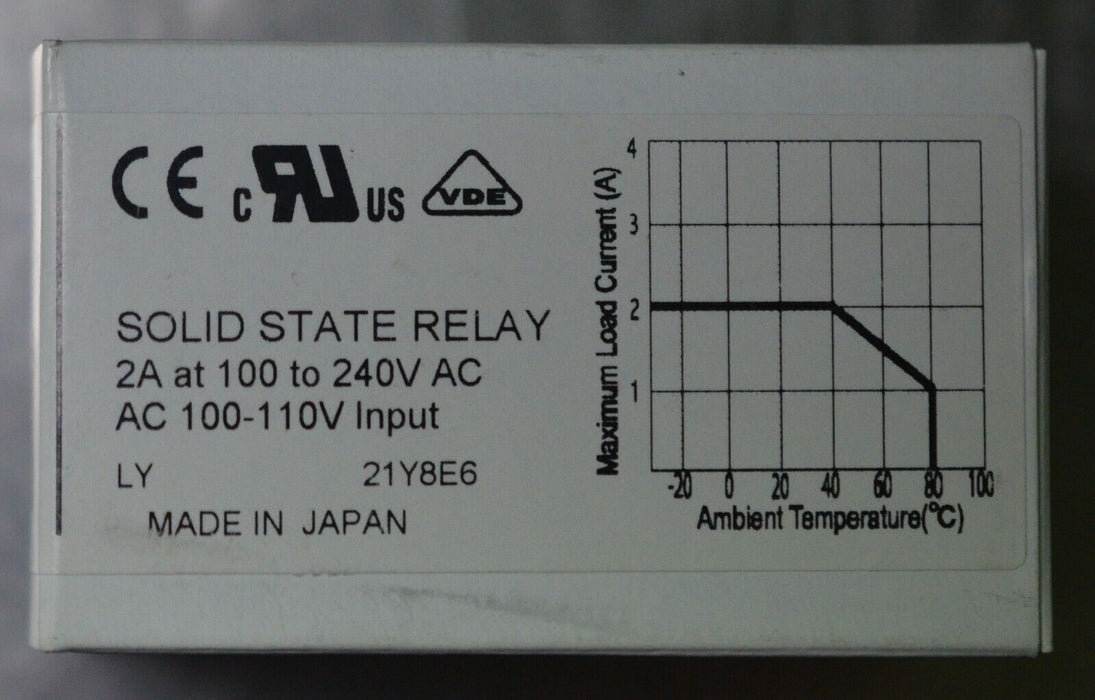 CE c RU US VDE
SOLID STATE RELAY
2A at 100 to 240V AC
AC 100-110V Input
LY 21Y8E6
MADE IN JAPAN
Maximum Load Current (A)
4
3
2
1
-20 0 20 40 60 80 100
Ambient Temperature(°C)